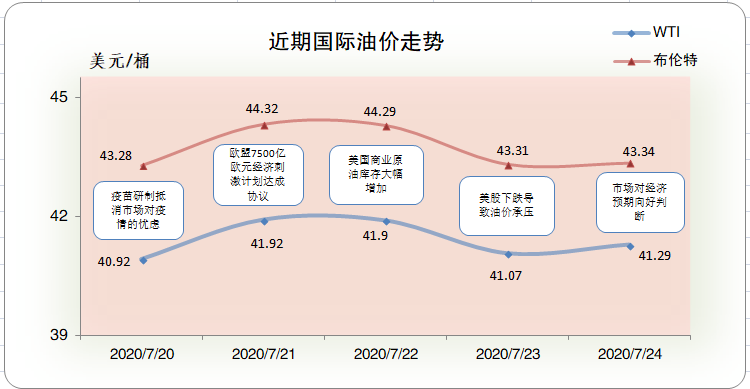 近期国际油价走势
WTI
布伦特
美元/桶
45
42
39
43.28
44.32
44.29
43.31
43.34
疫苗研制抵
消市场对疫
情的忧虑
欧盟7500亿
欧元经济刺
激计划达成
协议
美国商业原
油库存大幅
增加
美股下跌导
致油价承压
市场对经济
预期向好判
断
40.92
41.92
41.9
41.07
41.29
2020/7/20
2020/7/21
2020/7/22
2020/7/23
2020/7/24